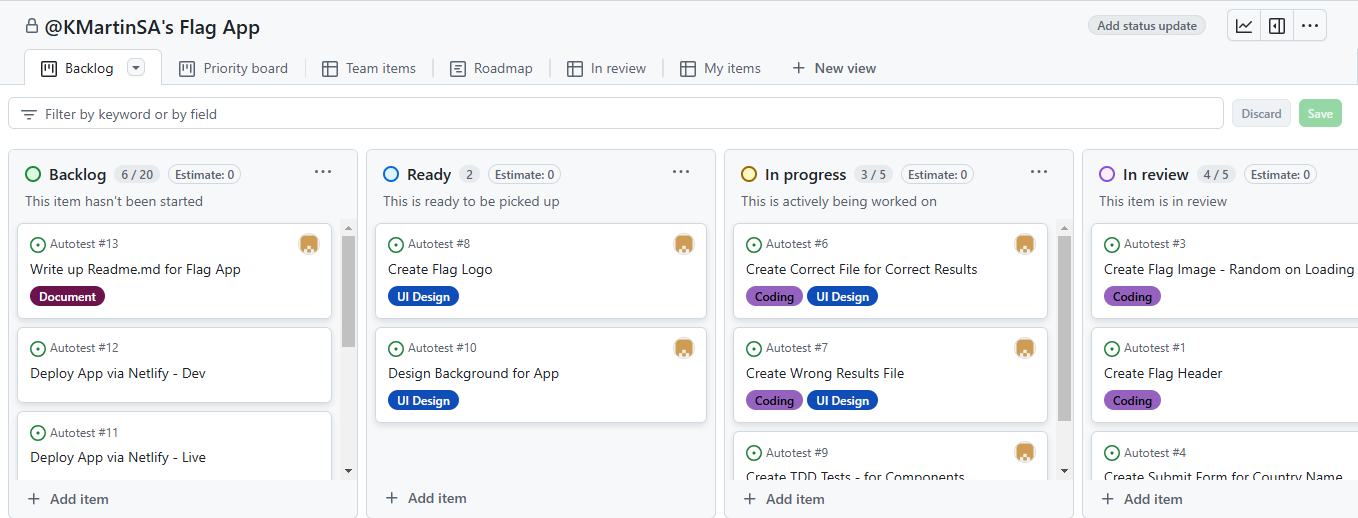 @KMartinSA's Flag App
Add status update
Backlog
Priority board
Team items
Roadmap
In review
My items
New view
Filter by keyword or by field
Discard
Save
Backlog 6 / 20 Estimate: 0
This item hasn't been started
Autotest #13
Write up Readme.md for Flag App
Document
Autotest #12
Deploy App via Netlify - Dev
Autotest #11
Deploy App via Netlify - Live
Add item
Ready 2 Estimate: 0
This is ready to be picked up
Autotest #8
Create Flag Logo
UI Design
Autotest #10
Design Background for App
UI Design
Add item
In progress 3 / 5 Estimate: 0
This is actively being worked on
Autotest #6
Create Correct File for Correct Results
Coding UI Design
Autotest #7
Create Wrong Results File
Coding UI Design
Autotest #9
Create TDD Tests - for Components
Add item
In review 4 / 5 Estimate: 0
This item is in review
Autotest #3
Create Flag Image - Random on Loading
Coding
Autotest #1
Create Flag Header
Coding
Autotest #4
Create Submit Form for Country Name
Add item